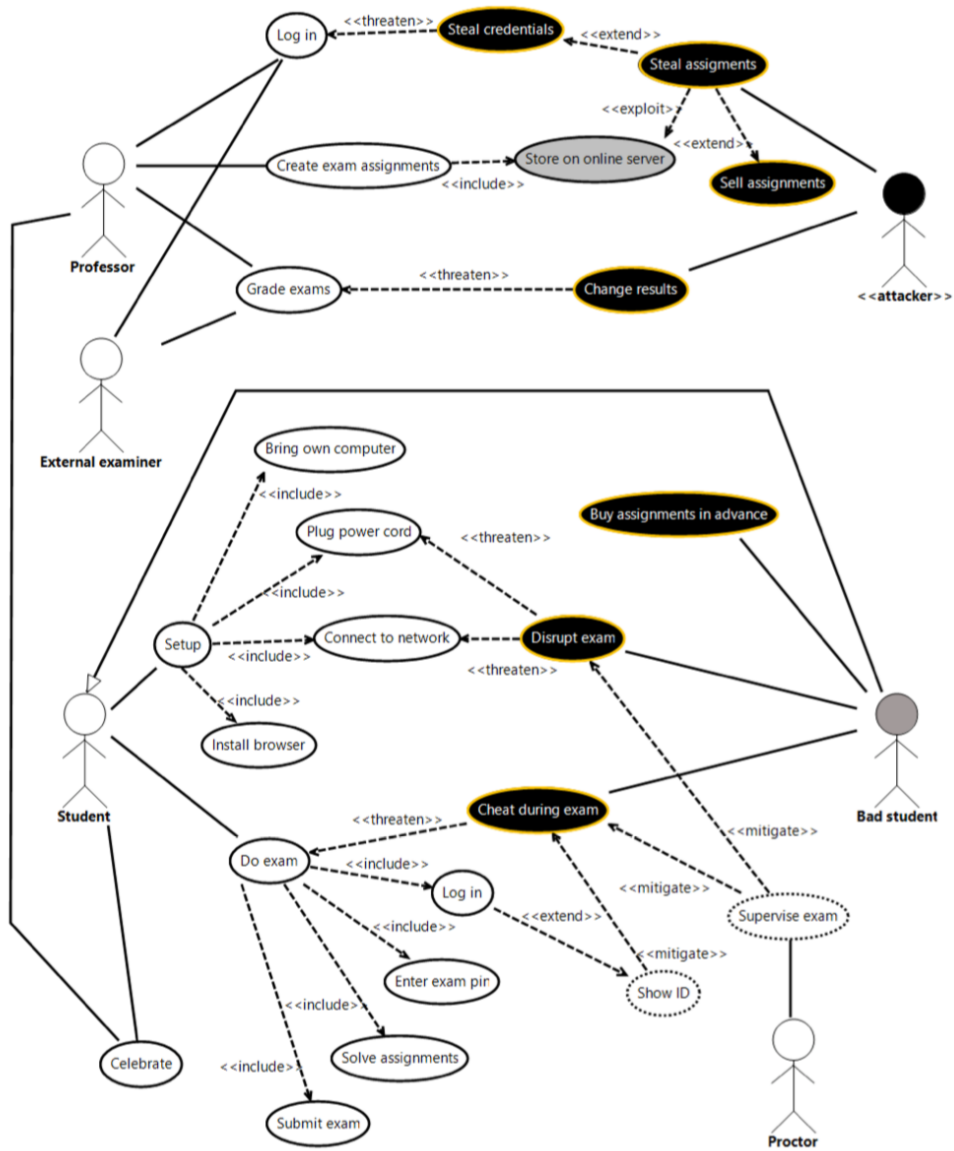 Log in
<<threaten>>
Steal credentials
<<extend>>
Steal assigments
<<exploit>
<<extend>
Create exam assignments
<<include>>
Store on online server
Sell assignments
Professor
Grade exams
<<threaten>>
Change results
<<attacker>>
External examiner
Bring own computer
<<include>>
Plug power cord
<<threaten>>
Buy assignments in advance
<<include>>
Setup
<<include>>
Connect to network
Disrupt exam
<<threaten>>
<<include>>
Install browser
Student
Bad student
Cheat during exam
<<threaten>>
<<mitigate>>
Do exam
<<include>>
Log in
<<mitigate>>
<<extend>>
Supervise exam
<<include>>
<<mitigate>>
Enter exam pin
Show ID
<<include>
Solve assignments
Celebrate
<<include>
Submit exam
Proctor